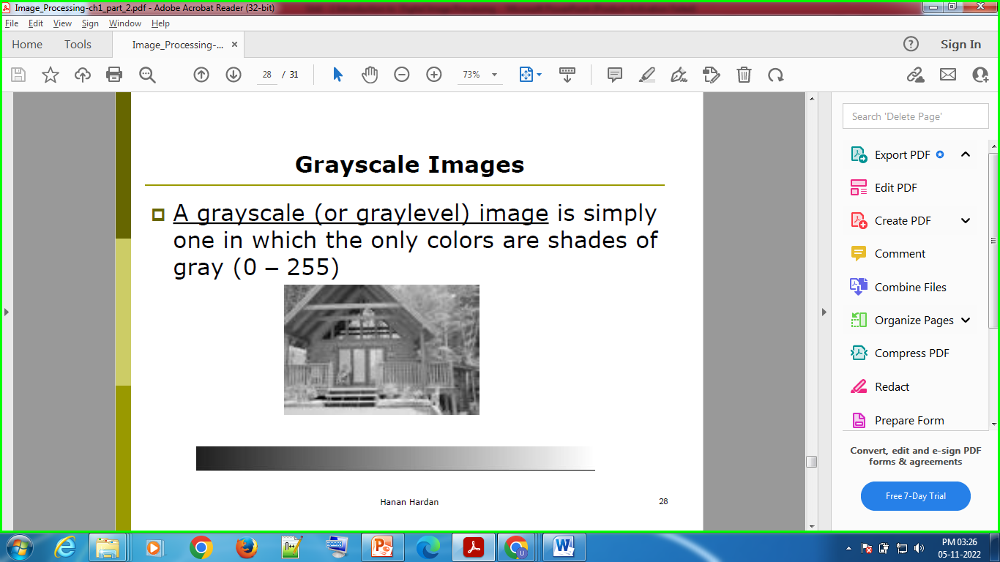 Image_Processing-ch1_part_2.pdf - Adobe Acrobat Reader (32-bit)
File Edit View Sign Window Help
Home Tools Image_Processing-... × Sign In
28 / 31 73%
Search 'Delete Page'
Grayscale Images
A grayscale (or graylevel) image is simply
one in which the only colors are shades of
gray (0 – 255)
Hanan Hardan 28
Export PDF
Edit PDF
Create PDF
Comment
Combine Files
Organize Pages
Compress PDF
Redact
Prepare Form
Convert, edit and e-sign PDF
forms & agreements
Free 7-Day Trial
PM 03:26
05-11-2022